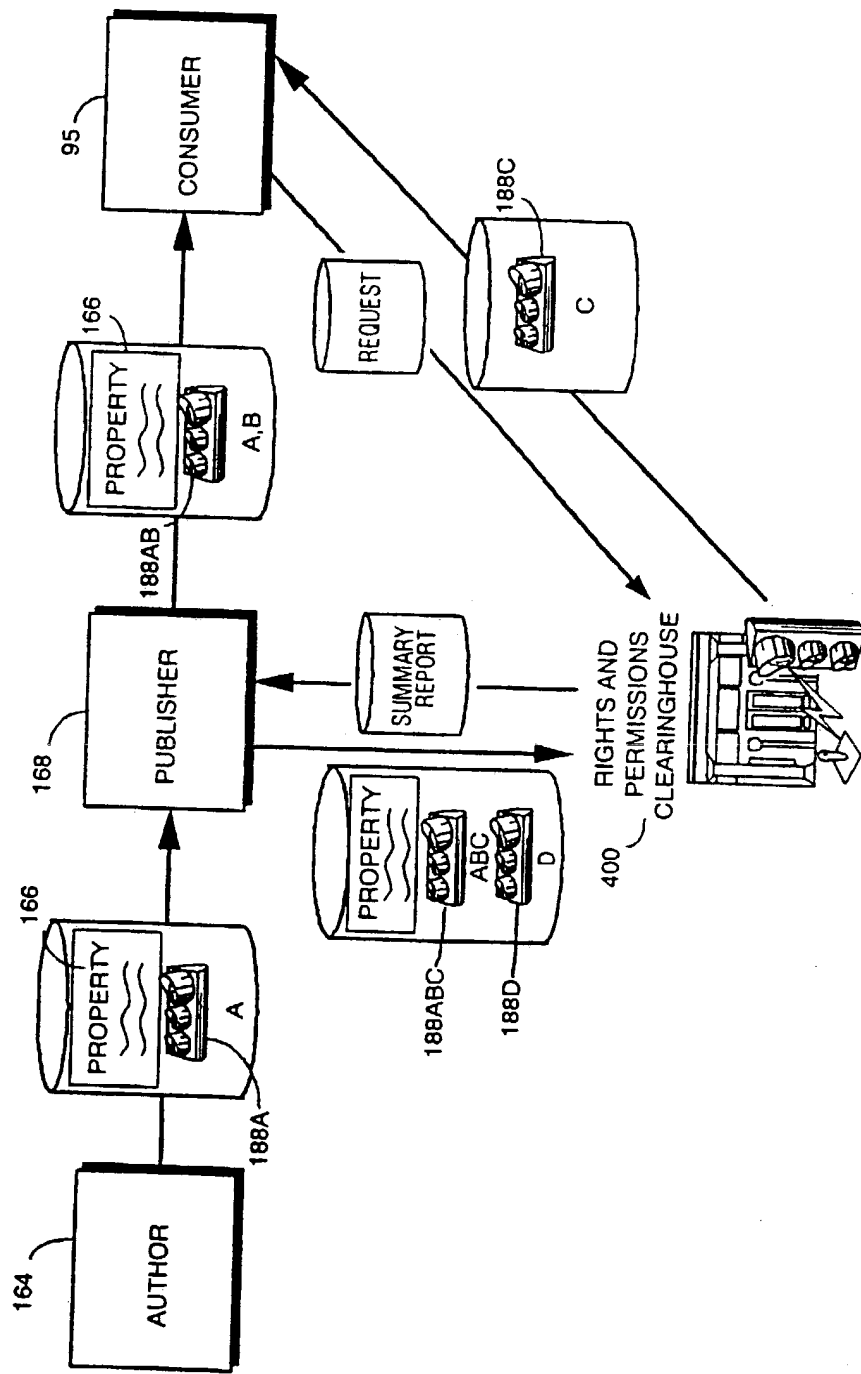 164
AUTHOR
166
PROPERTY
A
188A
168
PUBLISHER
166
PROPERTY
188AB
A,B
95
CONSUMER
PROPERTY
188ABC
ABC
188D
D
SUMMARY
REPORT
REQUEST
188C
C
400
RIGHTS AND
PERMISSIONS
CLEARINGHOUSE